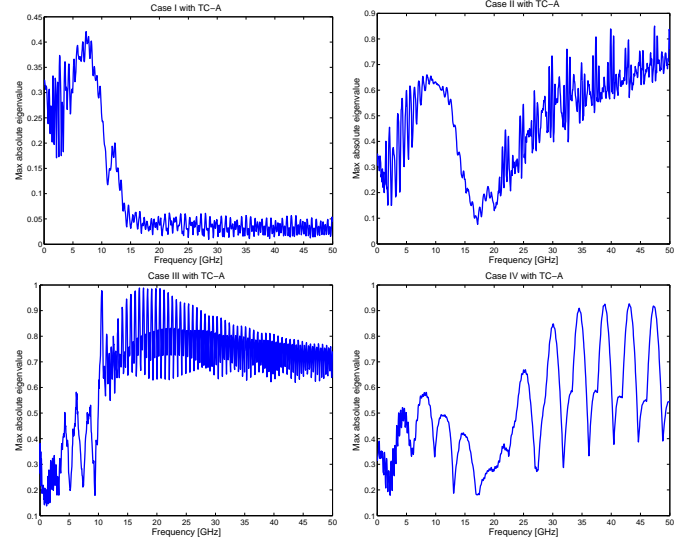 Case I with TC−A
0.45
0.4
0.35
0.3
0.25
0.2
0.15
0.1
0.05
0
Max absolute eigenvalue
0 5 10 15 20 25 30 35 40 45 50
Frequency [GHz]
Case II with TC−A
0.9
0.8
0.7
0.6
0.5
0.4
0.3
0.2
0.1
0
Max absolute eigenvalue
0 5 10 15 20 25 30 35 40 45 50
Frequency [GHz]
Case III with TC−A
1
0.9
0.8
0.7
0.6
0.5
0.4
0.3
0.2
0.1
Max absolute eigenvalue
0 5 10 15 20 25 30 35 40 45 50
Frequency [GHz]
Case IV with TC−A
1
0.9
0.8
0.7
0.6
0.5
0.4
0.3
0.2
0.1
Max absolute eigenvalue
0 5 10 15 20 25 30 35 40 45 50
Frequency [GHz]